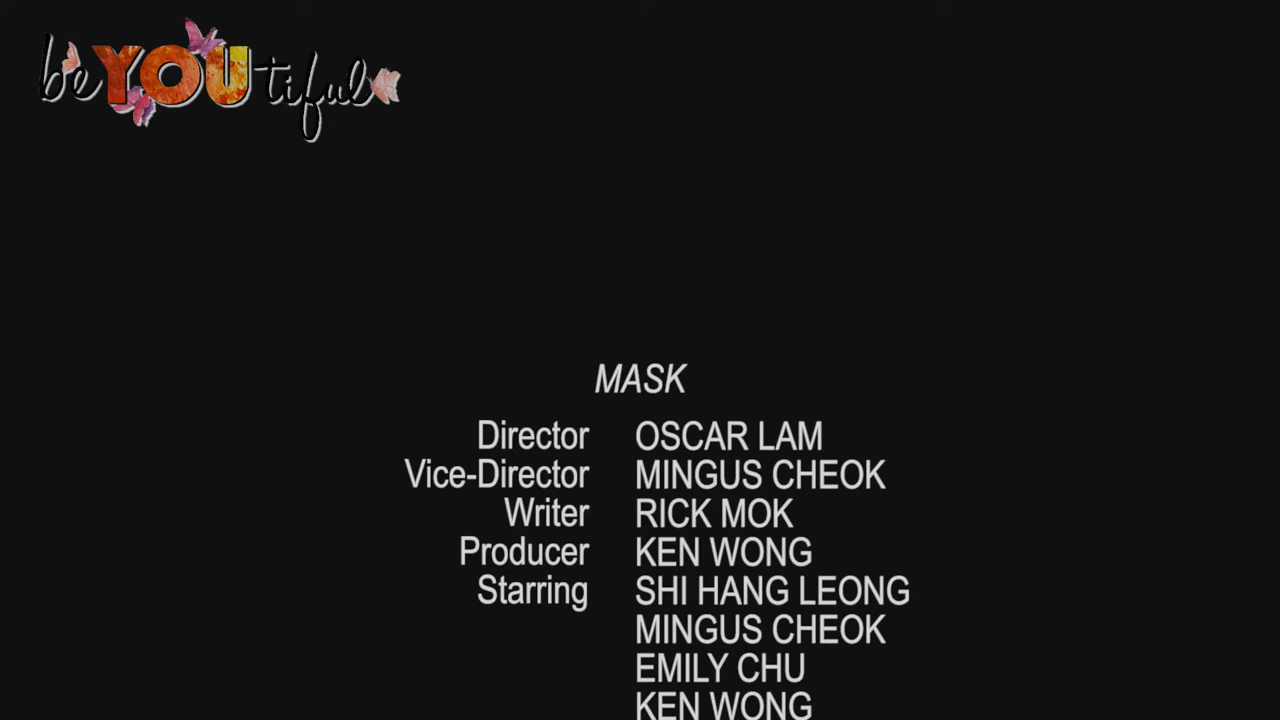 beYOUtiful
MASK
Director OSCAR LAM
Vice-Director MINGUS CHEOK
Writer RICK MOK
Producer KEN WONG
Starring SHI HANG LEONG
MINGUS CHEOK
EMILY CHU
KEN WONG